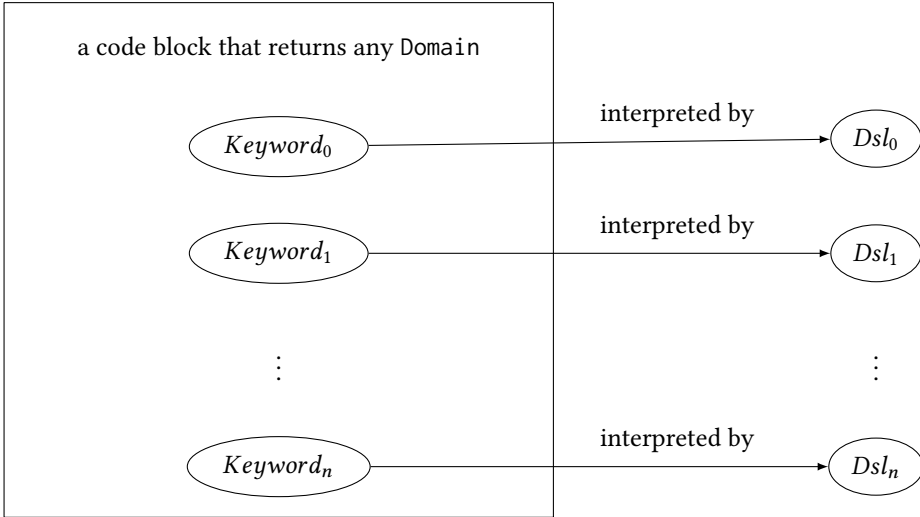 a code block that returns any Domain
interpreted by
Keyword₀ Dsl₀
interpreted by
Keyword₁ Dsl₁
⋮ ⋮
interpreted by
Keywordₙ Dslₙ